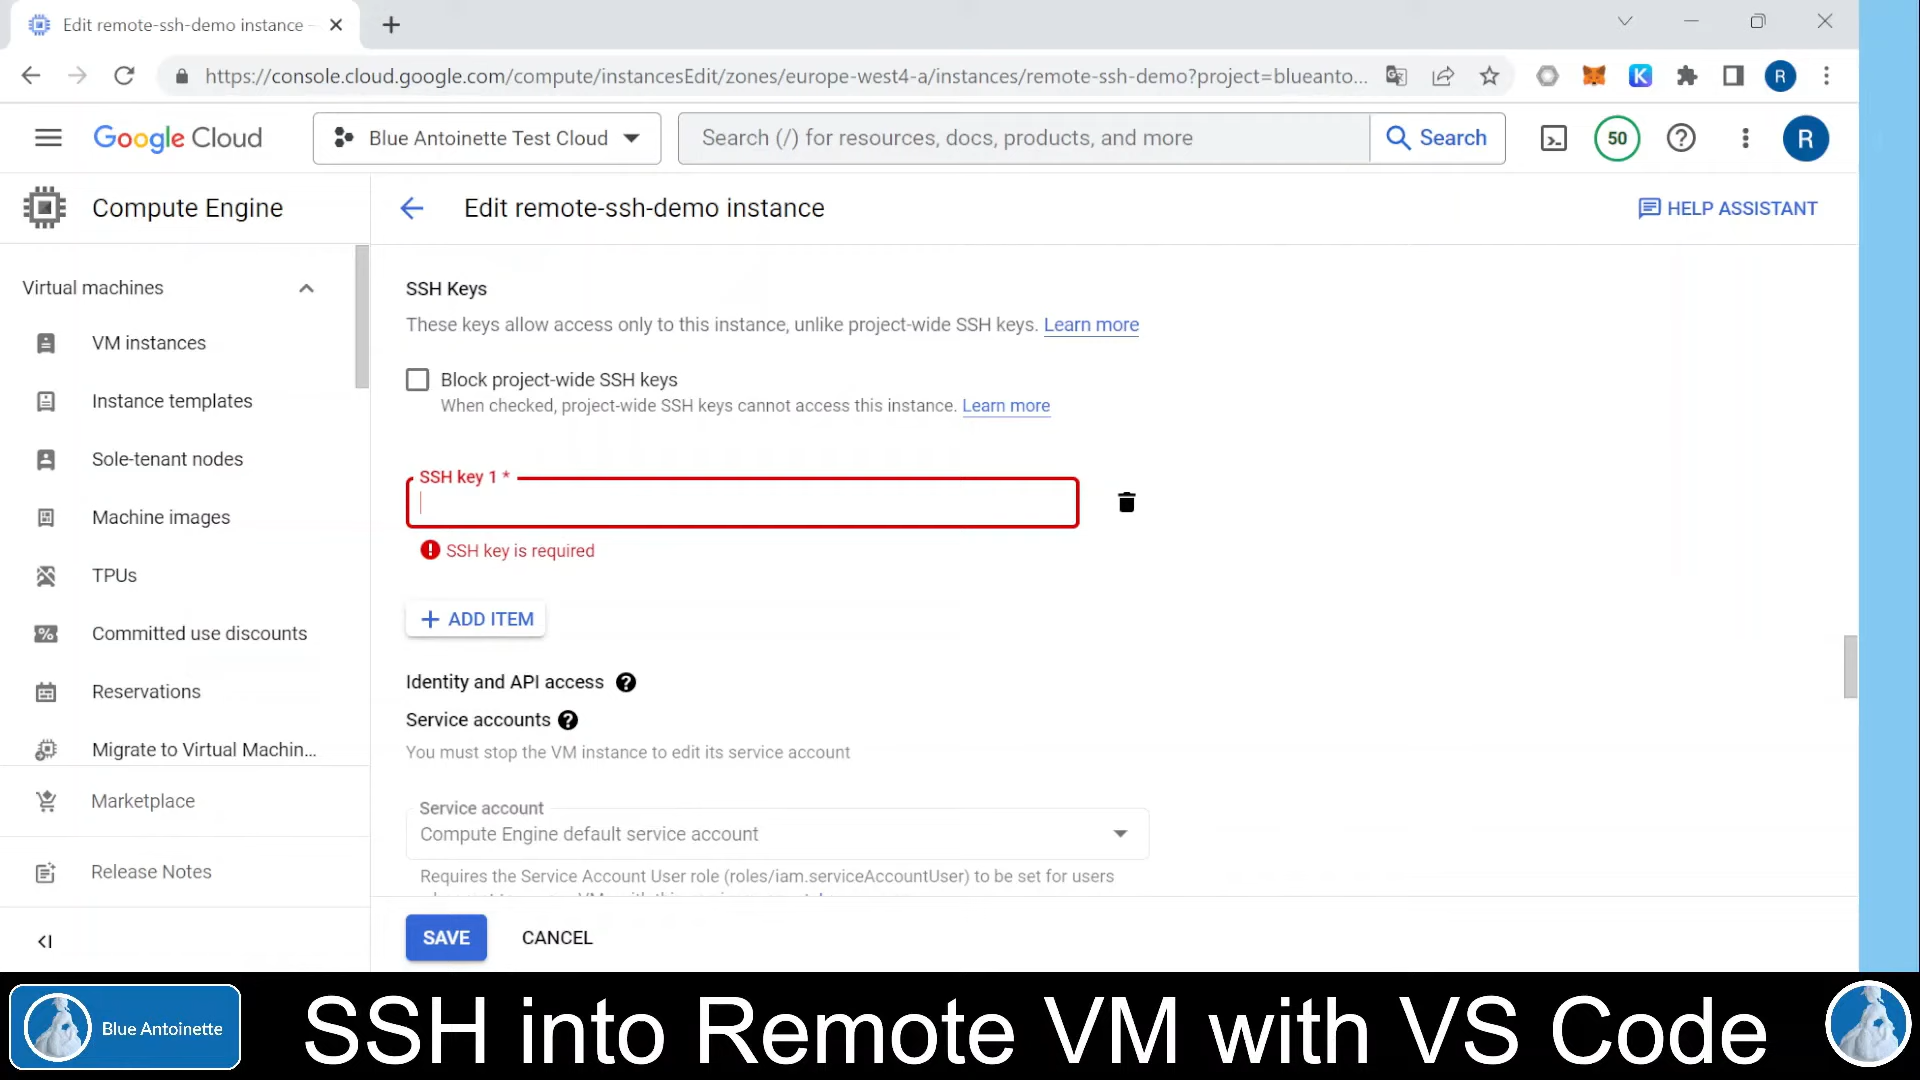 Edit remote-ssh-demo instance –
https://console.cloud.google.com/compute/instancesEdit/zones/europe-west4-a/instances/remote-ssh-demo?project=blueanto...
K
R
Google Cloud
Blue Antoinette Test Cloud
Search (/) for resources, docs, products, and more
Search
50
R
Compute Engine
Edit remote-ssh-demo instance
HELP ASSISTANT
Virtual machines
VM instances
Instance templates
Sole-tenant nodes
Machine images
TPUs
Committed use discounts
Reservations
Migrate to Virtual Machin...
Marketplace
Release Notes
SSH Keys
These keys allow access only to this instance, unlike project-wide SSH keys. Learn more
Block project-wide SSH keys
When checked, project-wide SSH keys cannot access this instance. Learn more
SSH key 1 *
SSH key is required
+ ADD ITEM
Identity and API access
Service accounts
You must stop the VM instance to edit its service account
Service account
Compute Engine default service account
Requires the Service Account User role (roles/iam.serviceAccountUser) to be set for users
SAVE
CANCEL
Blue Antoinette
SSH into Remote VM with VS Code